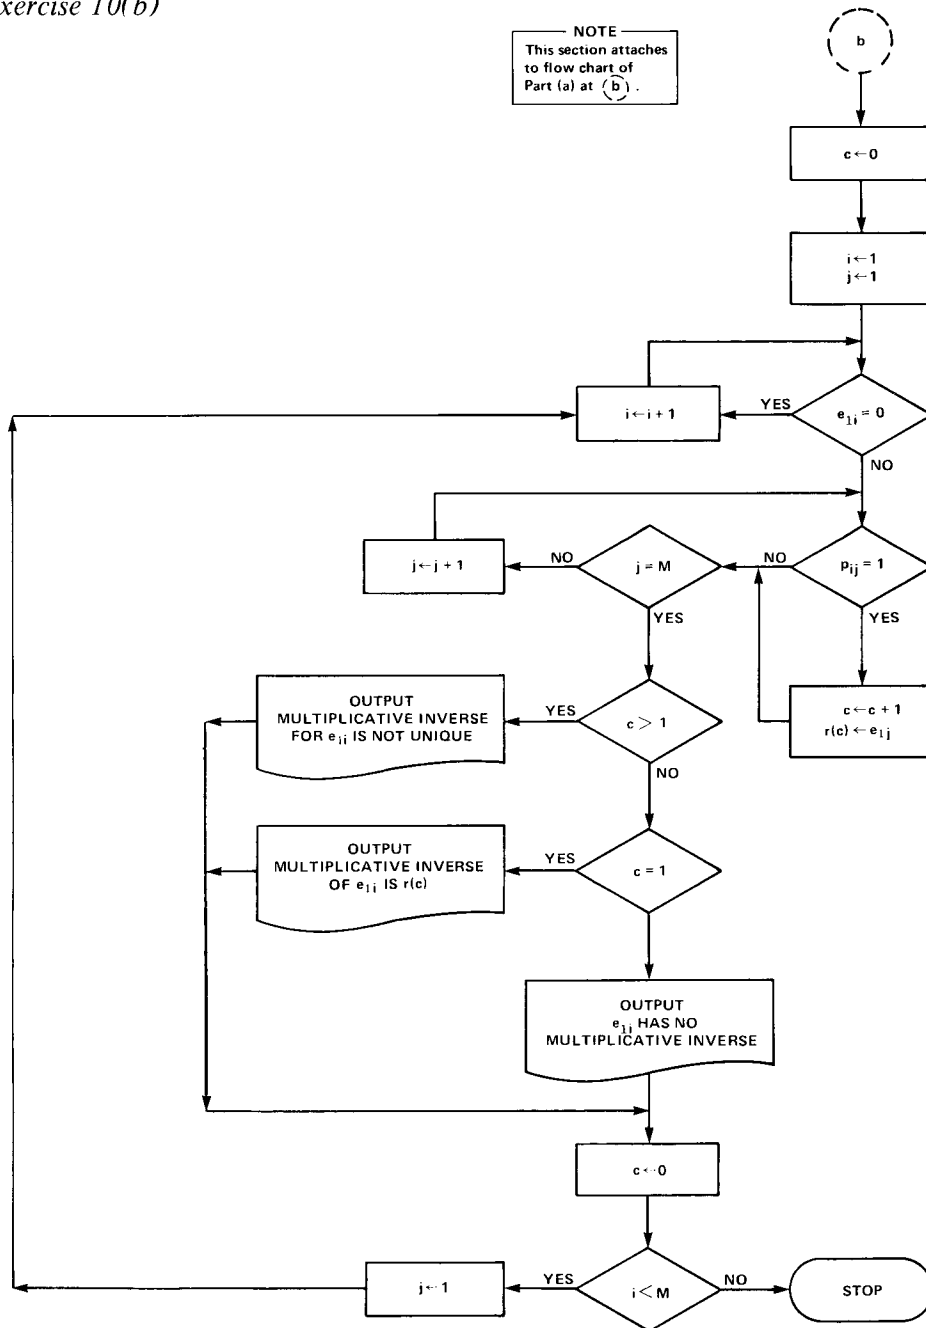 xercise 10(b)
NOTE
This section attaches
to flow chart of
Part (a) at (b) .
b
c←0
i←1
j←1
i←i + 1
YES
e₁ᵢ = 0
NO
j←j + 1
NO
j = M
NO
pᵢⱼ = 1
YES
YES
OUTPUT
MULTIPLICATIVE INVERSE
FOR e₁ᵢ IS NOT UNIQUE
YES
c > 1
c←c + 1
r(c) ←e₁ⱼ
NO
OUTPUT
MULTIPLICATIVE INVERSE
OF e₁ᵢ IS r(c)
YES
c = 1
OUTPUT
e₁ᵢ HAS NO
MULTIPLICATIVE INVERSE
c←0
j←1
YES
i < M
NO
STOP